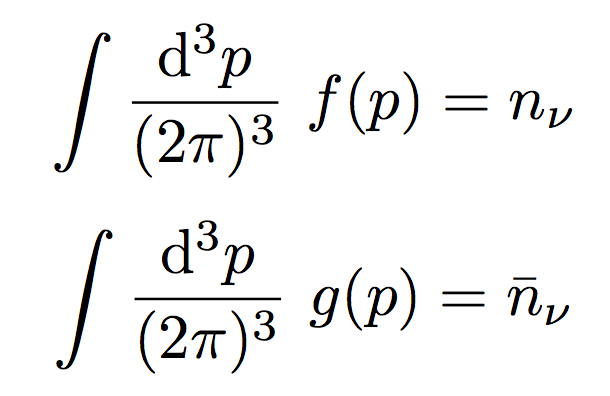 ∫ d³p/(2π)³ f(p) = n_ν
∫ d³p/(2π)³ g(p) = n̄_ν